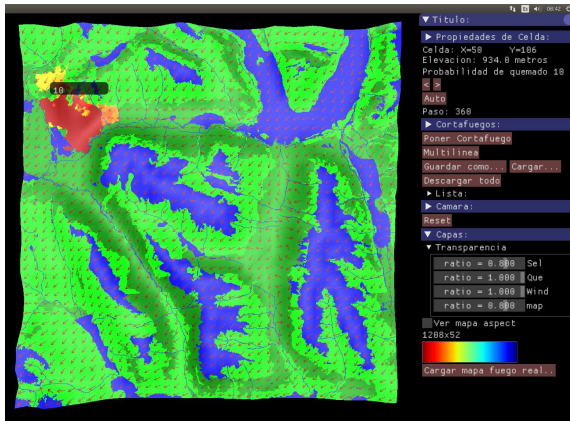 Es 08:42
Titulo:
Propiedades de Celda:
Celda: X=50 Y=106
Elevacion: 934.0 metros
Probabilidad de quemado 10
< >
Auto
Paso: 360
Cortafuegos:
Poner Cortafuego
Multilinea
Guardar como... Cargar...
Descargar todo
Lista:
Camara:
Reset
Capas:
Transparencia
ratio = 0.800 Sel
ratio = 1.000 Que
ratio = 1.000 Wind
ratio = 0.800 map
Ver mapa aspect
1208x52
Cargar mapa fuego real..
10